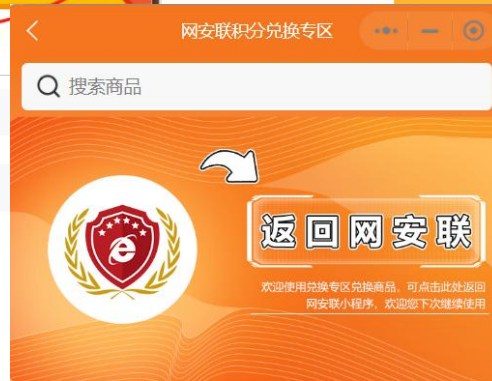 网安联积分兑换专区
搜索商品
返回网安联
欢迎使用兑换专区兑换商品，可点击此处返回
网安联小程序，欢迎您下次继续使用